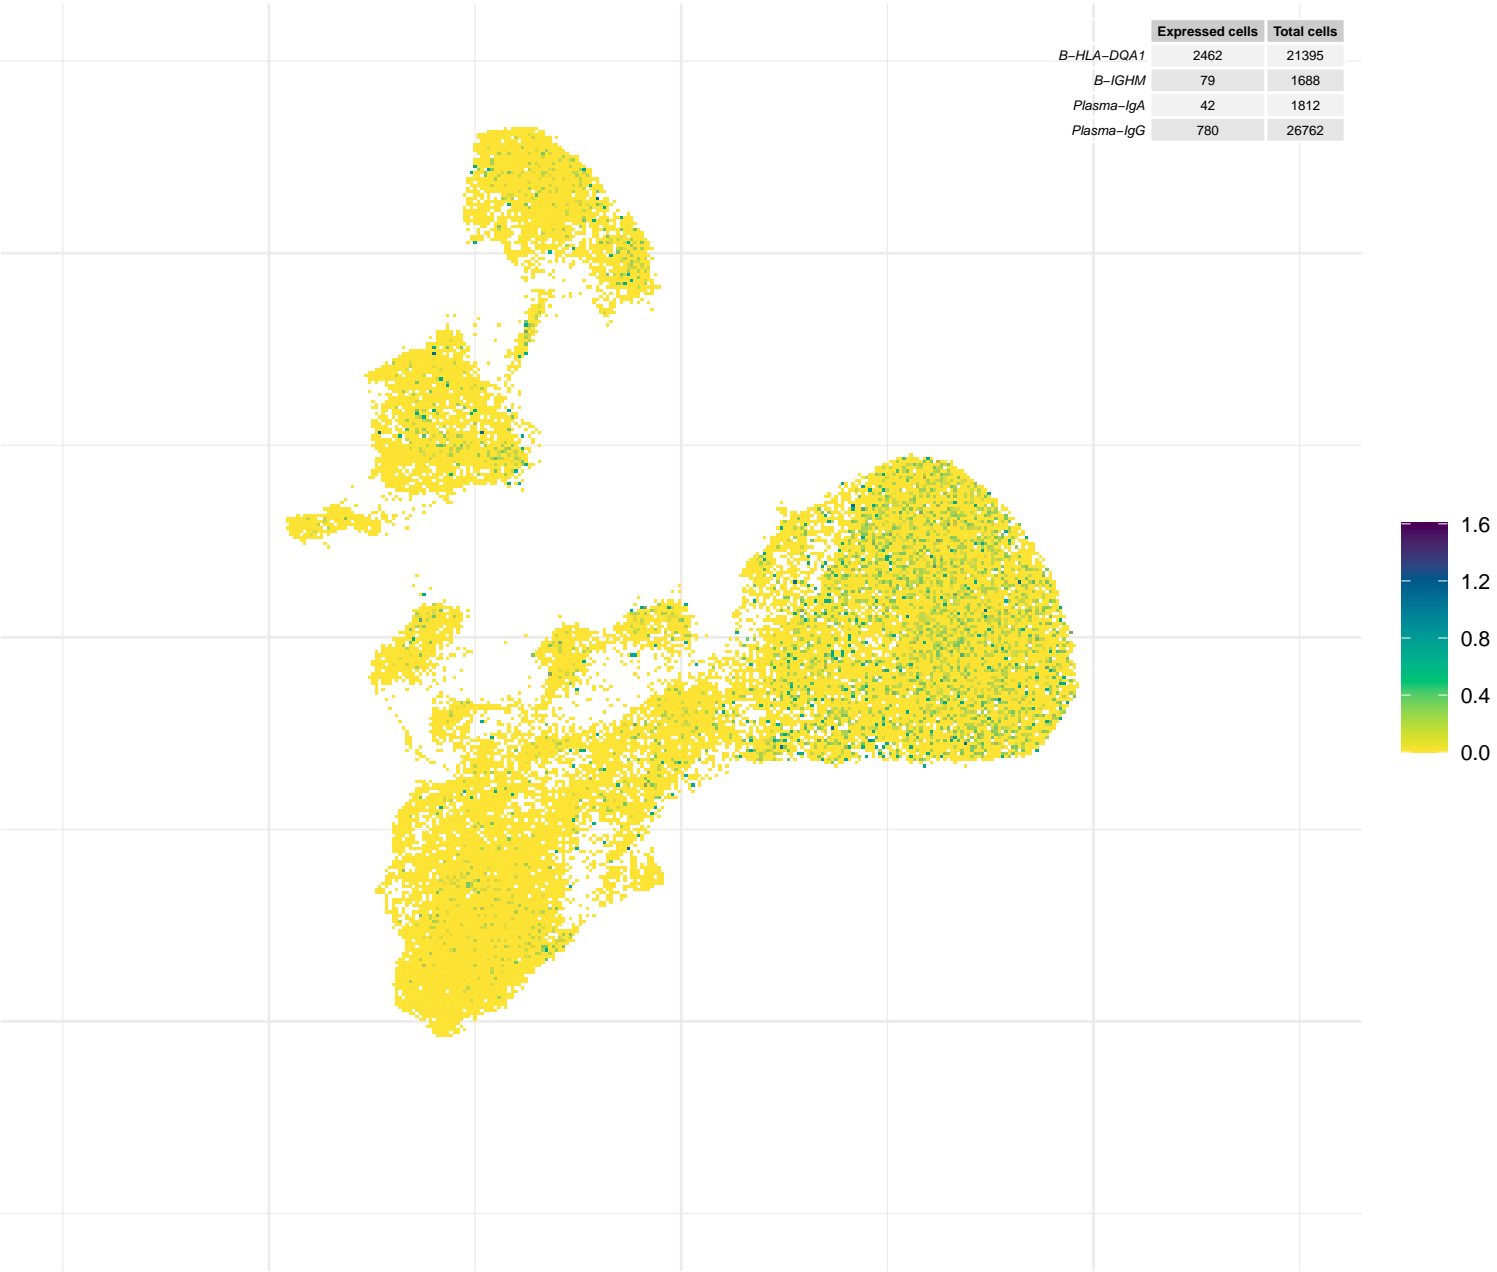 Expressed cells Total cells
B−HLA−DQA1 2462 21395
B−IGHM 79 1688
Plasma−IgA 42 1812
Plasma−IgG 780 26762
1.6
1.2
0.8
0.4
0.0